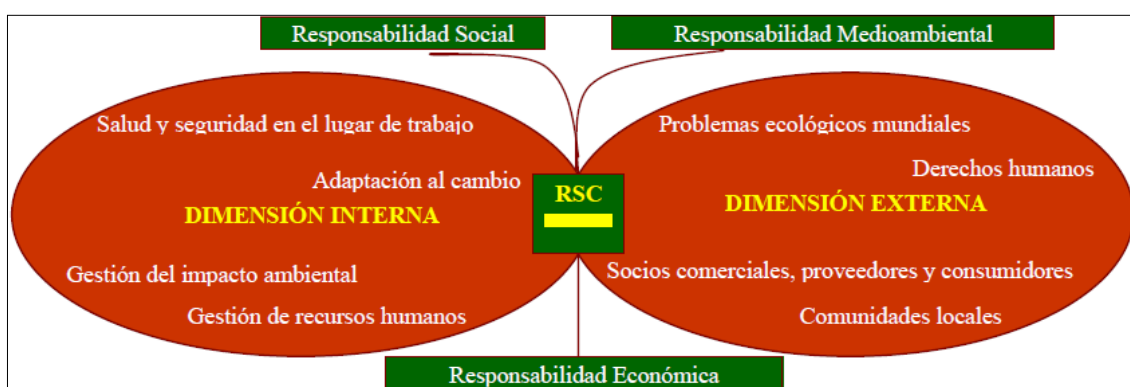 Responsabilidad Social
Responsabilidad Medioambiental
Salud y seguridad en el lugar de trabajo
Adaptación al cambio
DIMENSIÓN INTERNA
Gestión del impacto ambiental
Gestión de recursos humanos
RSC
Problemas ecológicos mundiales
Derechos humanos
DIMENSIÓN EXTERNA
Socios comerciales, proveedores y consumidores
Comunidades locales
Responsabilidad Económica